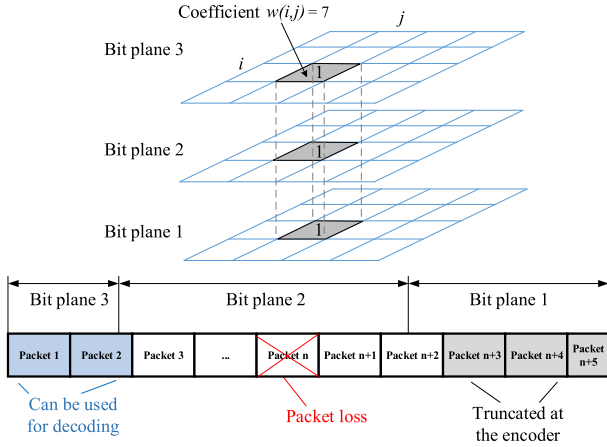 Coefficient w(i,j) = 7
j
Bit plane 3
i
1
Bit plane 2
1
Bit plane 1
1
Bit plane 3
Bit plane 2
Bit plane 1
Packet 1
Packet 2
Packet 3
...
Packet n
Packet n+1
Packet n+2
Packet n+3
Packet n+4
Packet
n+5
Can be used
for decoding
Packet loss
Truncated at
the encoder